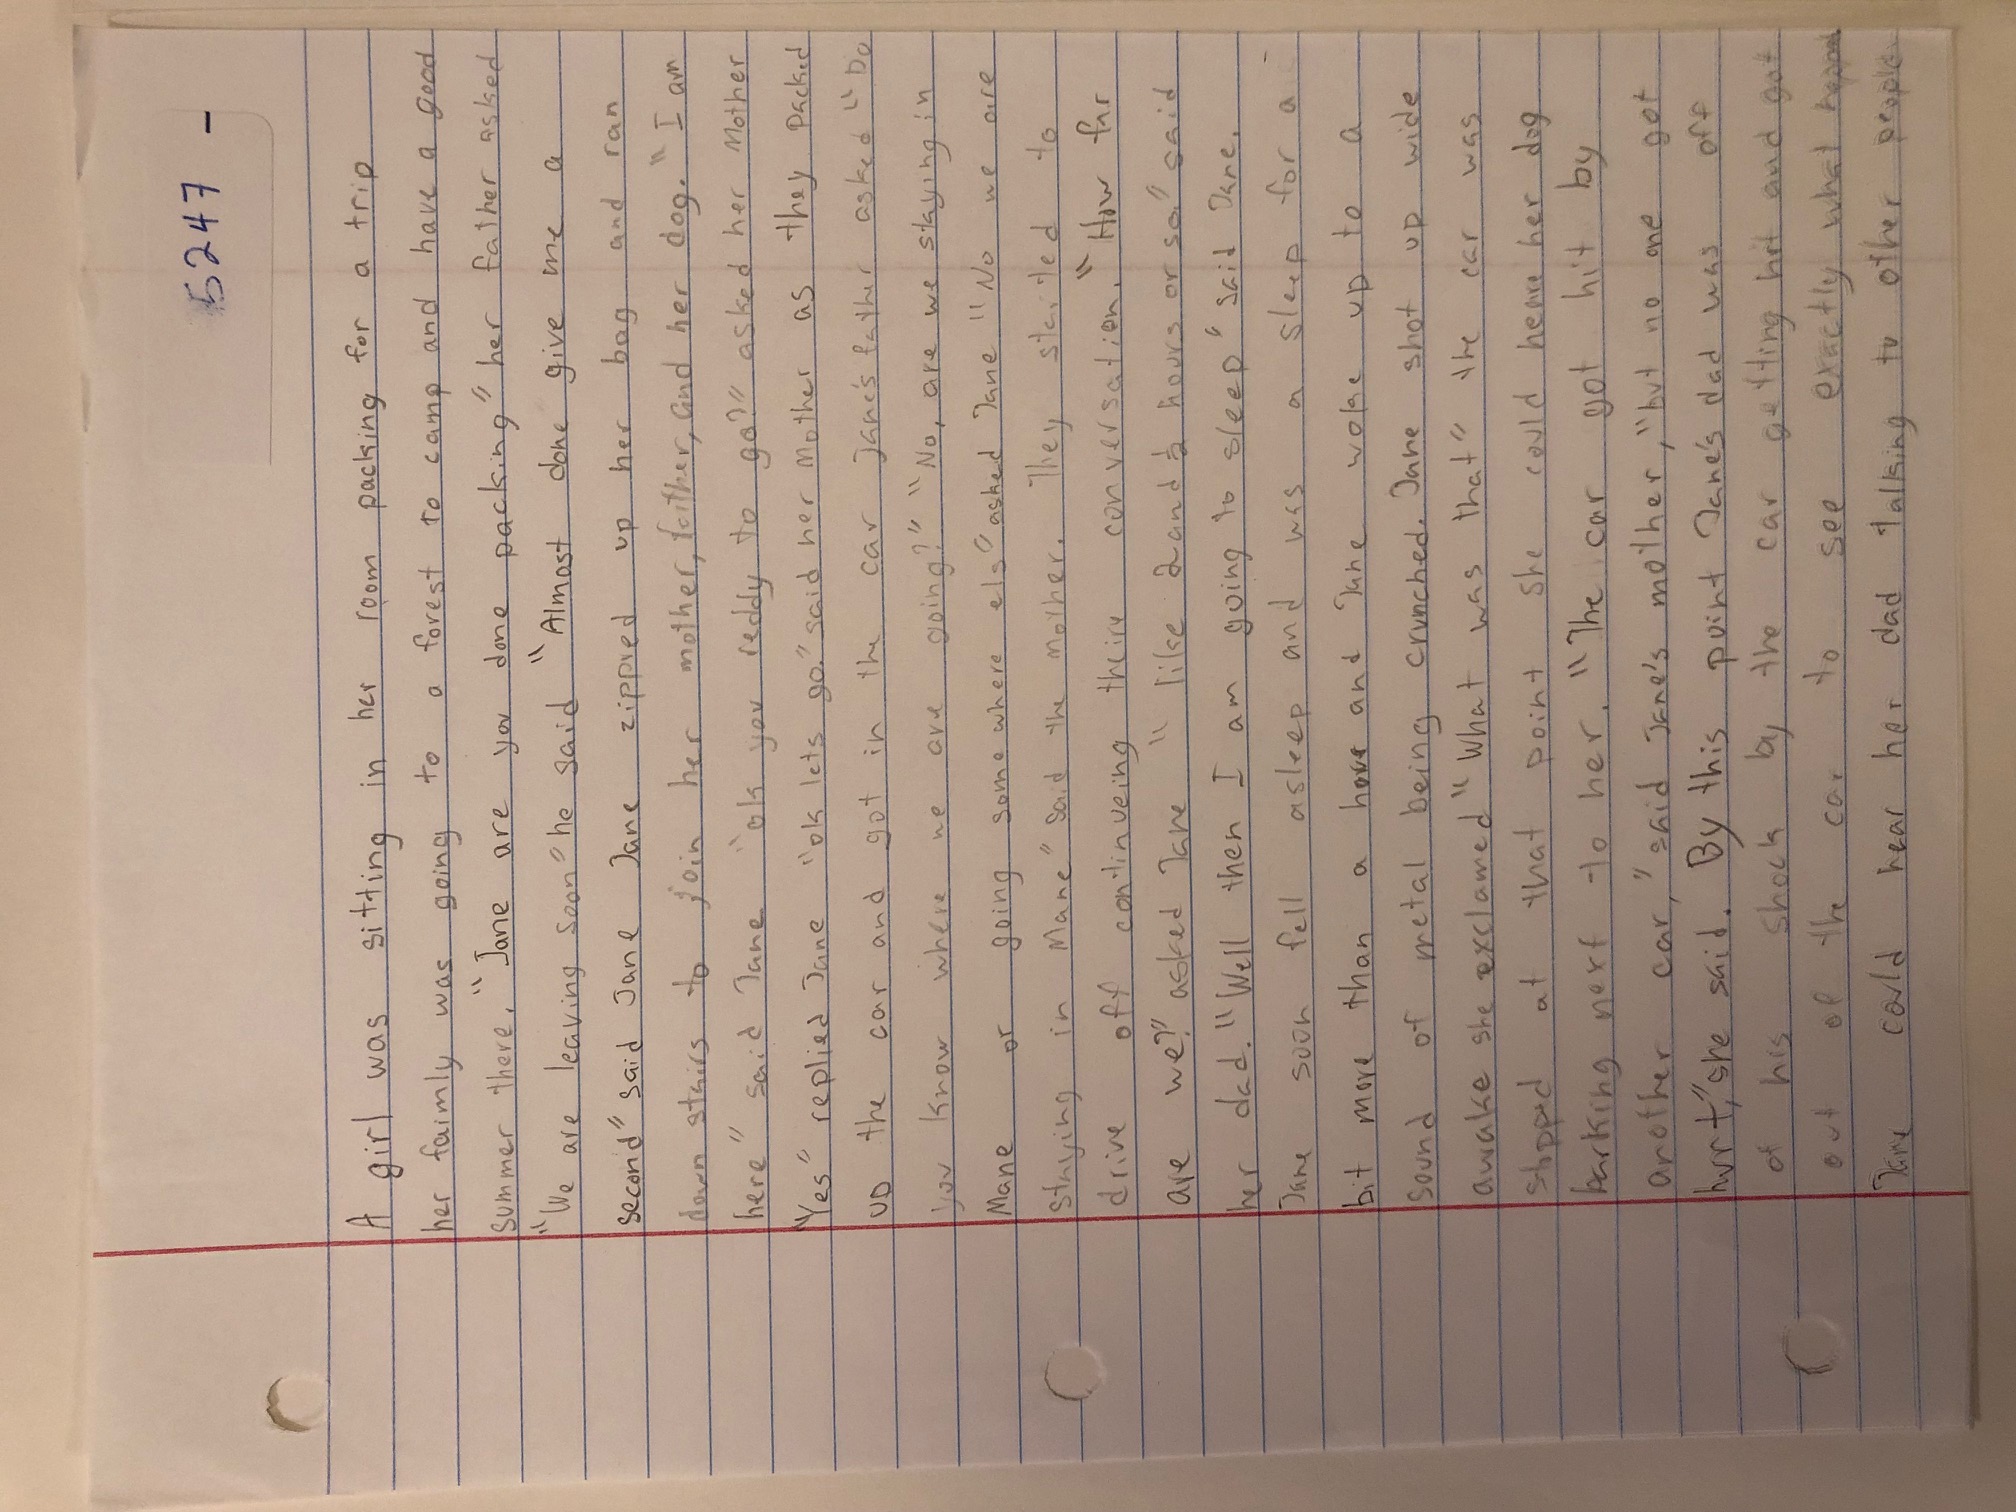 5247 -
A girl was sitting in her room packing for a trip
her faimly was going to a forest to camp and have a good
summer there. "Jane are you done packing" her father asked
"We are leaving soon" he said "Almost done give me a
second" said Jane Jane zippred up her bag and ran
down stairs to join her mother, father, and her dog. "I am
here" said Jane "ok you reddy to go?" asked her Mother
"Yes" replied Jane "ok lets go." said her Mother as they packed
up the car and got in the car Jane's father asked "Do
you know where we are going?" "No, are we staying in
Mane or going some where els" asked Jane "No we are
staying in Mane" said the mother. They started to
drive off continueing theire conversation. "How far
are we?" asked Jane "like 2 and ½ hours or so." said
her dad. "Well then I am going to sleep" said Jane.
Jane soon fell asleep and was a sleep for a
bit more than a hour and Jane woke up to a
sound of metal being crunched. Jane shot up wide
awake she exclamed "What was that" the car was
stopped at that point she could heare her dog
barking next to her. "The car got hit by
another car," said Jane's mother, "but no one got
hurt," she said. By this point Jane's dad was off
of his shock by the car getting hit and got
out of the car to see exactly what
Jane could hear her dad talking to other people.